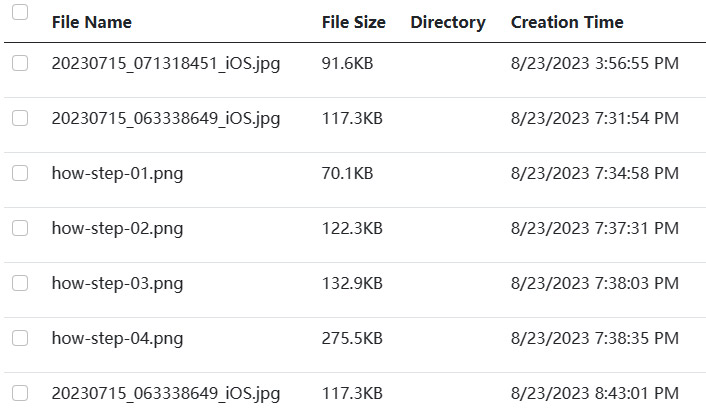 File Name File Size Directory Creation Time
20230715_071318451_iOS.jpg 91.6KB 8/23/2023 3:56:55 PM
20230715_063338649_iOS.jpg 117.3KB 8/23/2023 7:31:54 PM
how-step-01.png 70.1KB 8/23/2023 7:34:58 PM
how-step-02.png 122.3KB 8/23/2023 7:37:31 PM
how-step-03.png 132.9KB 8/23/2023 7:38:03 PM
how-step-04.png 275.5KB 8/23/2023 7:38:35 PM
20230715_063338649_iOS.jpg 117.3KB 8/23/2023 8:43:01 PM